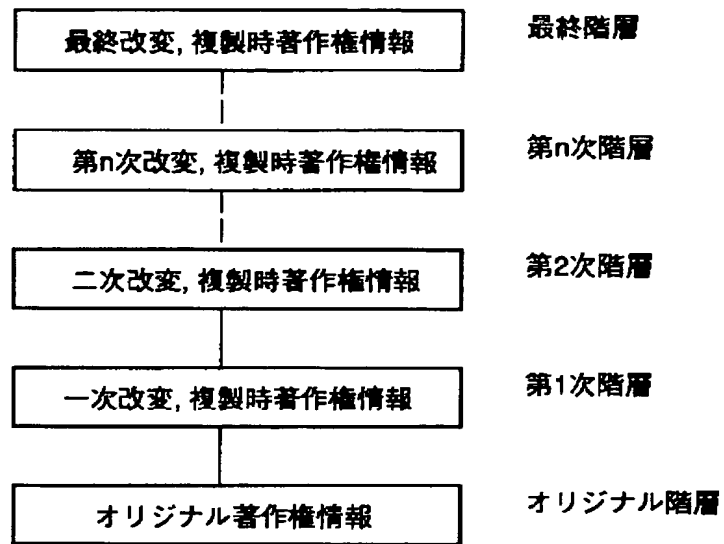 最終改変, 複製時著作権情報
最終階層
第n次改変, 複製時著作権情報
第n次階層
二次改変, 複製時著作権情報
第2次階層
一次改変, 複製時著作権情報
第1次階層
オリジナル著作権情報
オリジナル階層